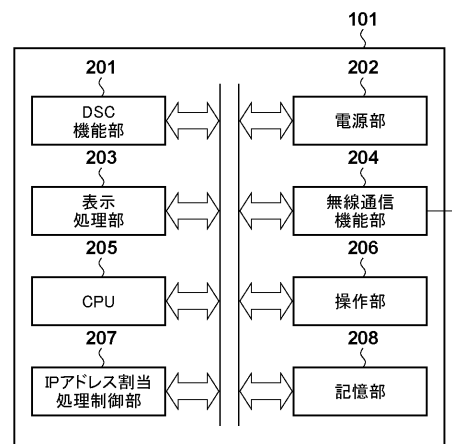 101
201
DSC
機能部
202
電源部
203
表示
処理部
204
無線通信
機能部
205
CPU
206
操作部
207
IPアドレス割当
処理制御部
208
記憶部